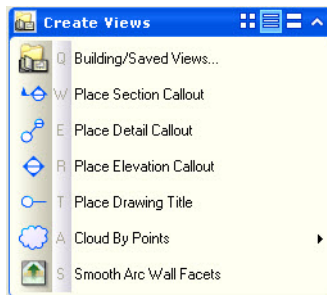 Create Views
Q Building/Saved Views...
W Place Section Callout
E Place Detail Callout
R Place Elevation Callout
T Place Drawing Title
A Cloud By Points
S Smooth Arc Wall Facets